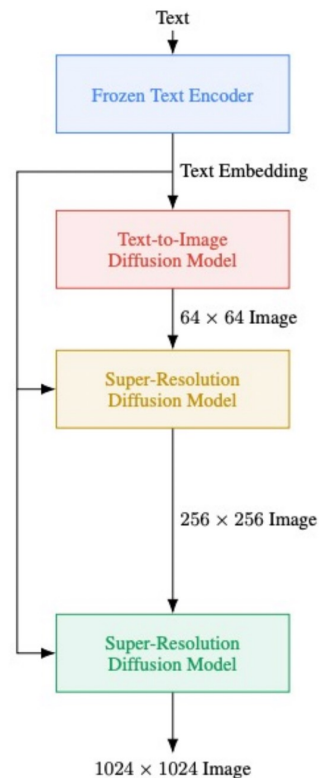 Text
Frozen Text Encoder
Text Embedding
Text-to-Image
Diffusion Model
64 × 64 Image
Super-Resolution
Diffusion Model
256 × 256 Image
Super-Resolution
Diffusion Model
1024 × 1024 Image